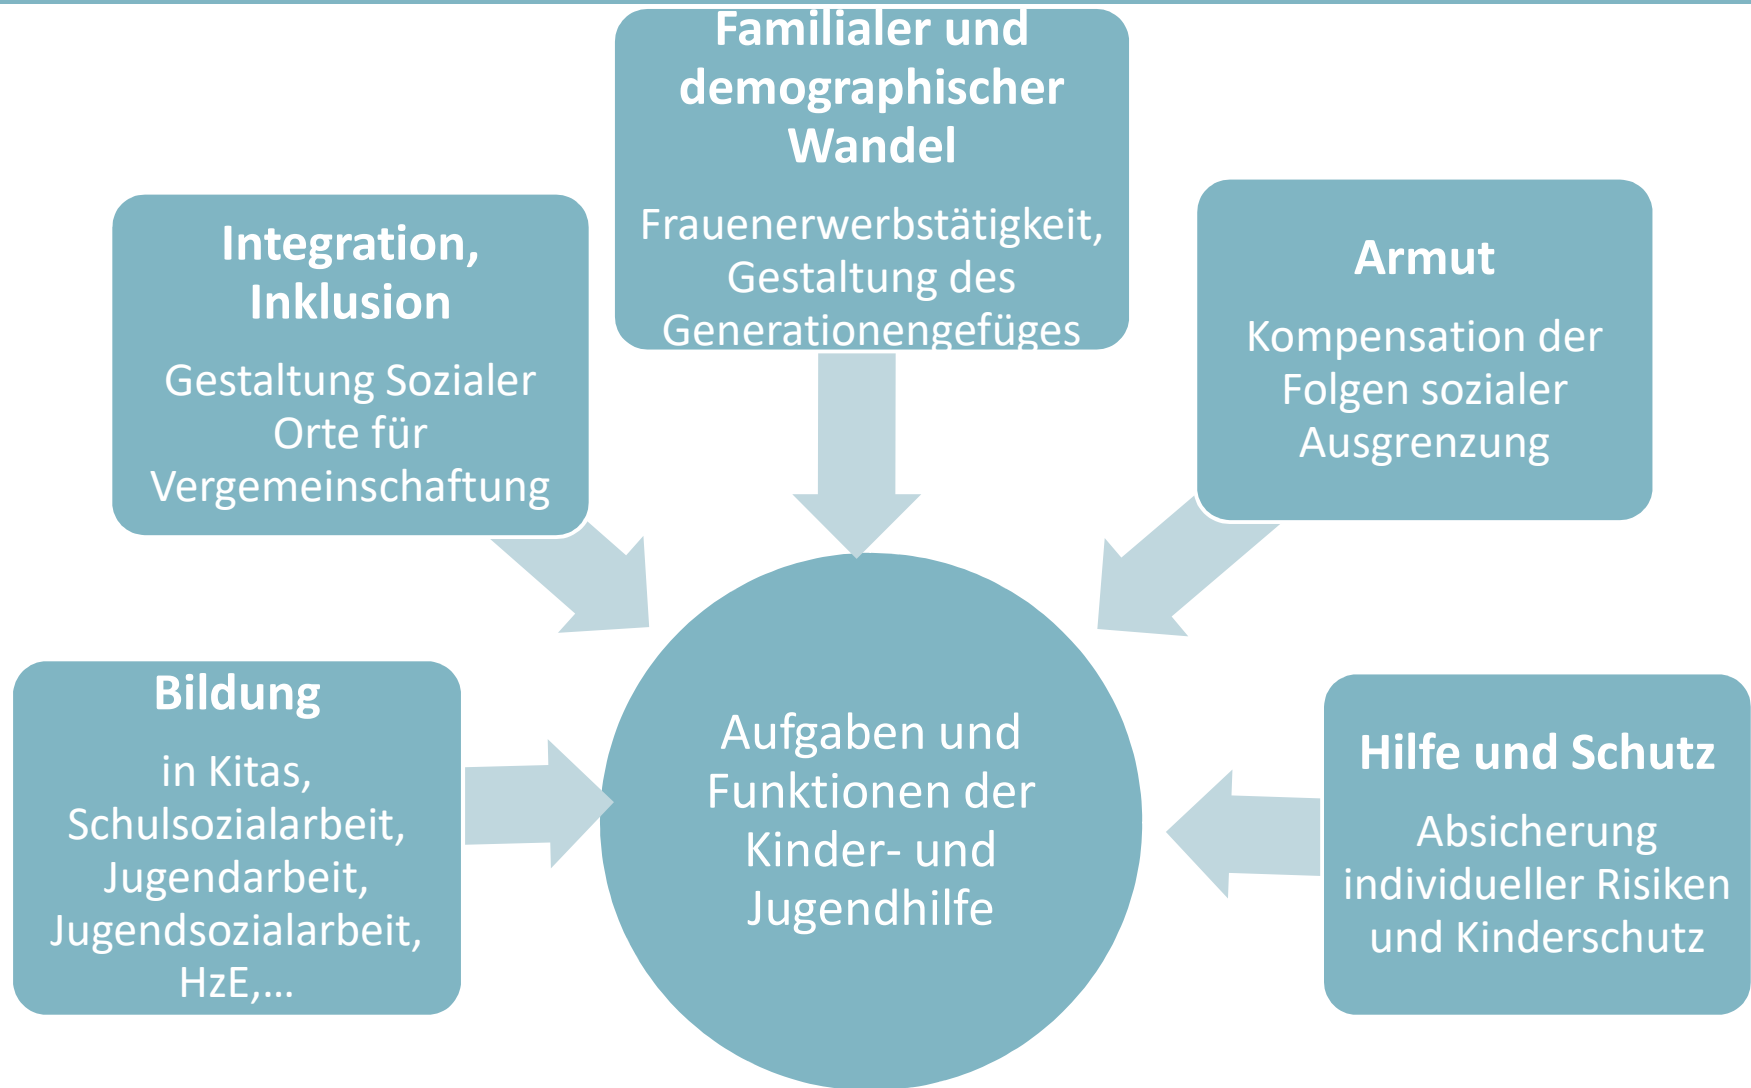 Familialer und
demographischer
Wandel
Frauenerwerbstätigkeit,
Gestaltung des
Generationengefüges
Integration,
Inklusion
Gestaltung Sozialer
Orte für
Vergemeinschaftung
Armut
Kompensation der
Folgen sozialer
Ausgrenzung
Bildung
in Kitas,
Schulsozialarbeit,
Jugendarbeit,
Jugendsozialarbeit,
HzE,...
Aufgaben und
Funktionen der
Kinder- und
Jugendhilfe
Hilfe und Schutz
Absicherung
individueller Risiken
und Kinderschutz